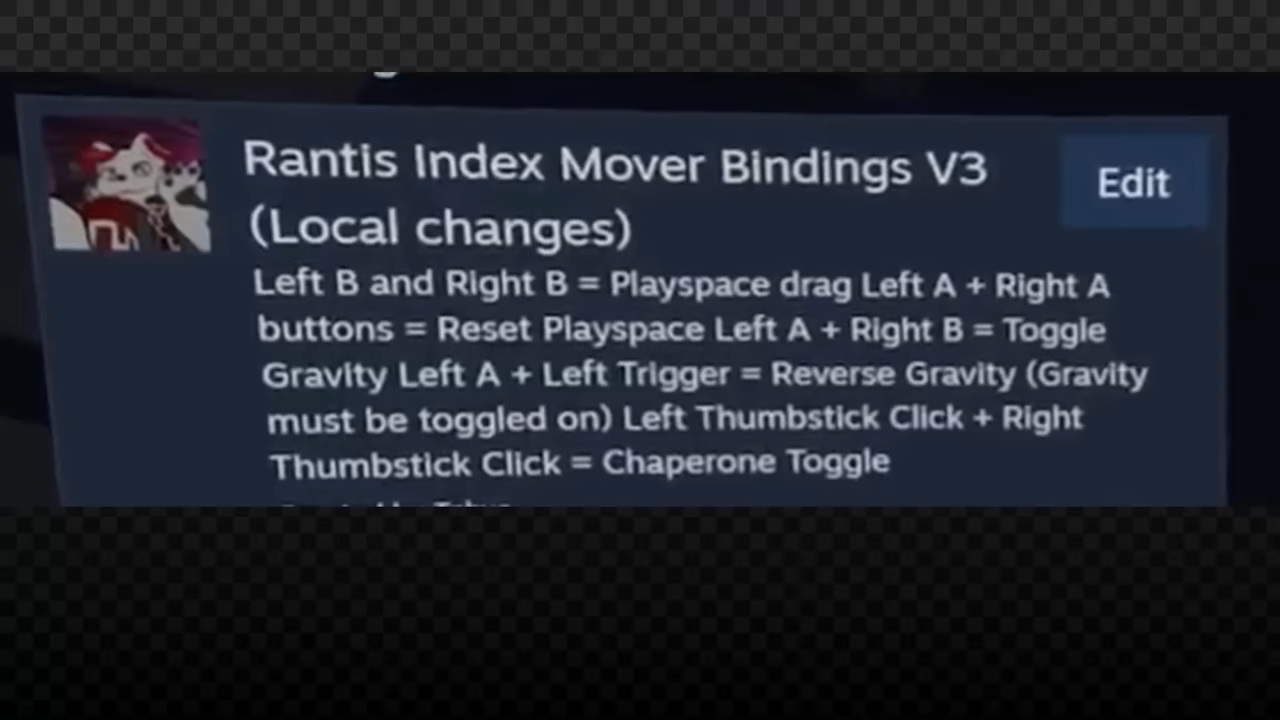 Rantis Index Mover Bindings V3
(Local changes)
Edit
Left B and Right B = Playspace drag Left A + Right A
buttons = Reset Playspace Left A + Right B = Toggle
Gravity Left A + Left Trigger = Reverse Gravity (Gravity
must be toggled on) Left Thumbstick Click + Right
Thumbstick Click = Chaperone Toggle